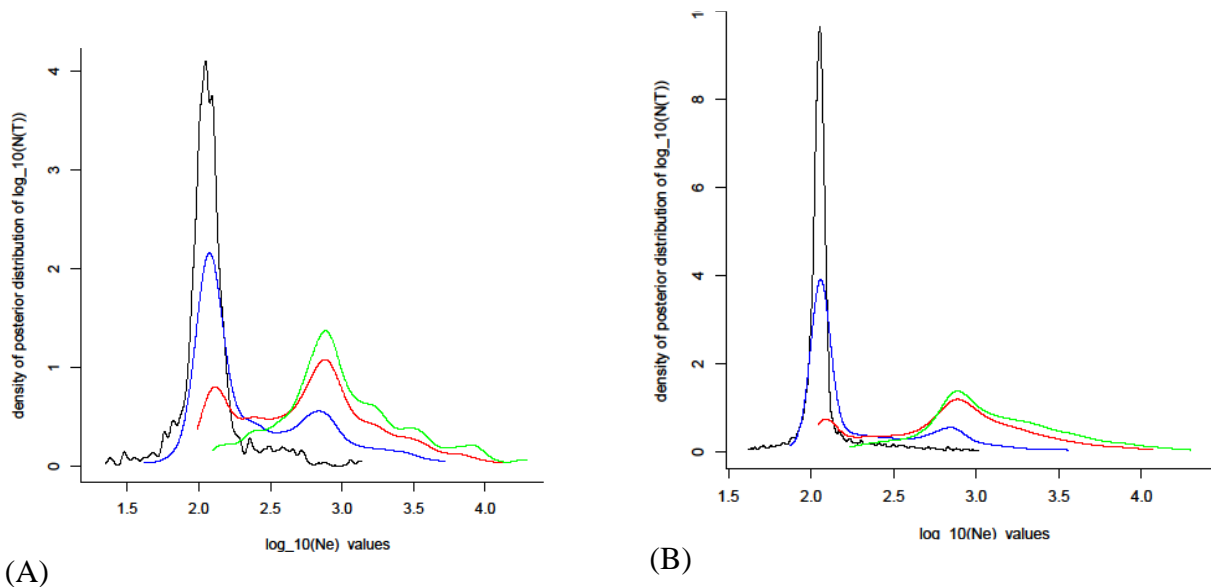 density of posterior distribution of log_10(N(T))
4
3
2
1
0
1.5 2.0 2.5 3.0 3.5 4.0
log_10(Ne) values
(A)
density of posterior distribution of log_10(N(T))
1
8
6
4
2
0
1.5 2.0 2.5 3.0 3.5 4.0
log_10(Ne) values
(B)